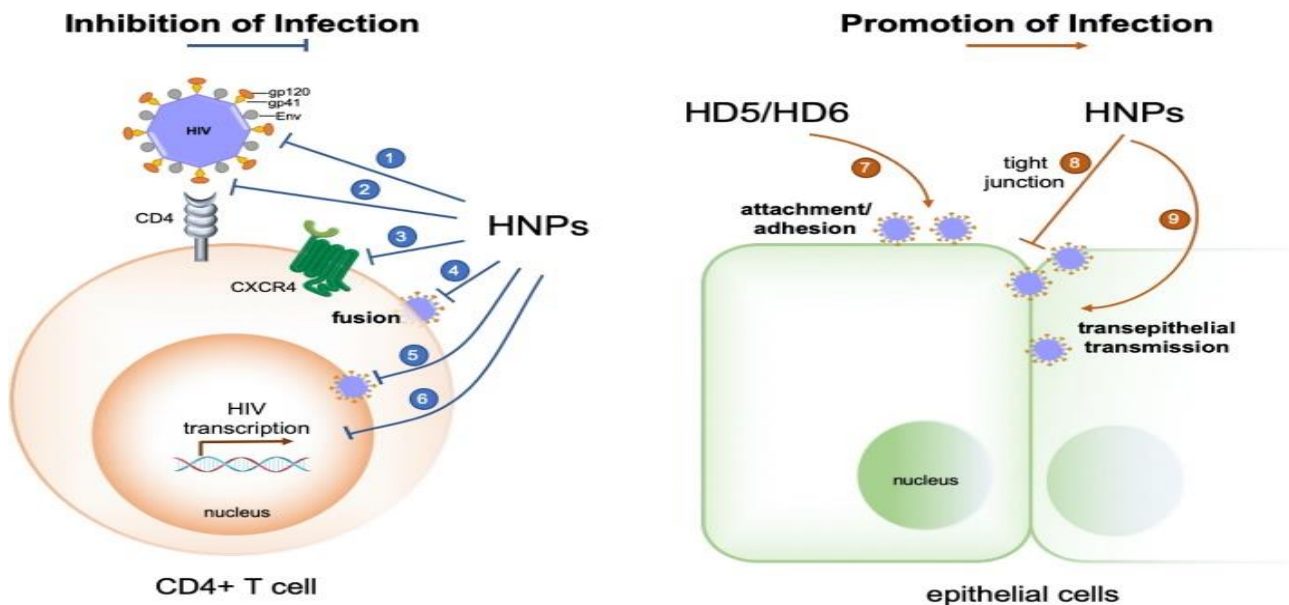 Inhibition of Infection
gp120
gp41
Env
HIV
1
2
CD4
HNPs
3
CXCR4
4
fusion
5
6
HIV
transcription
nucleus
CD4+ T cell
Promotion of Infection
HD5/HD6
HNPs
7
tight
junction
8
attachment/
adhesion
9
transepithelial
transmission
nucleus
epithelial cells